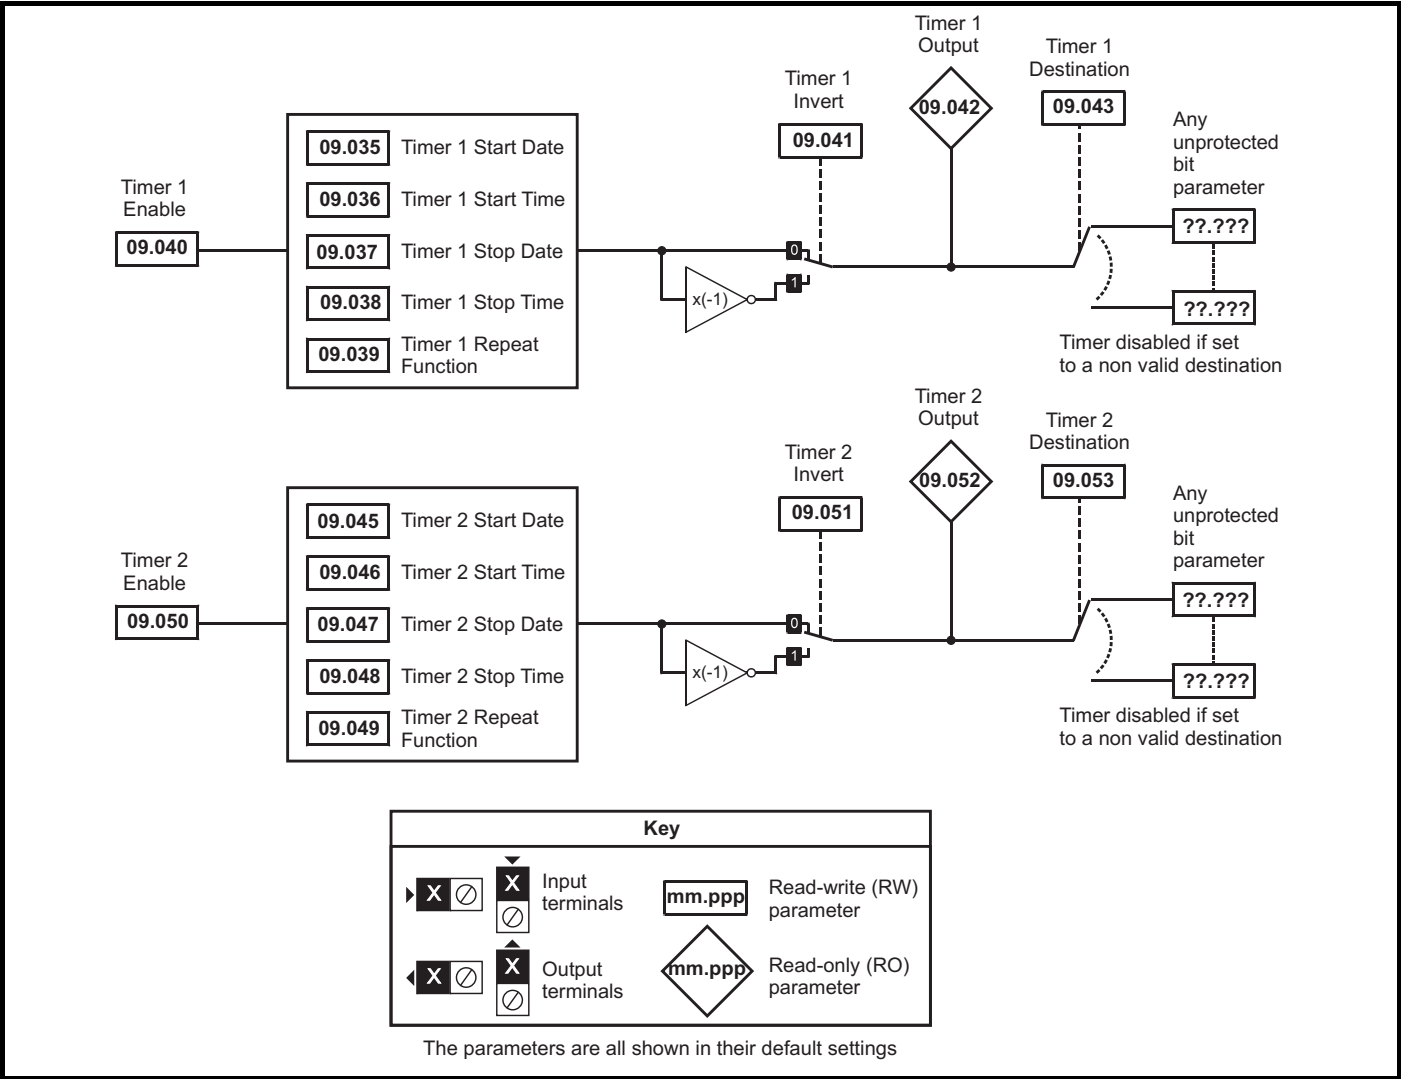 Timer 1
Enable
09.040
09.035 Timer 1 Start Date
09.036 Timer 1 Start Time
09.037 Timer 1 Stop Date
09.038 Timer 1 Stop Time
09.039 Timer 1 Repeat
Function
x(-1)
0
1
Timer 1
Invert
09.041
Timer 1
Output
09.042
Timer 1
Destination
09.043
Any
unprotected
bit
parameter
??.???
??.???
Timer disabled if set
to a non valid destination
Timer 2
Enable
09.050
09.045 Timer 2 Start Date
09.046 Timer 2 Start Time
09.047 Timer 2 Stop Date
09.048 Timer 2 Stop Time
09.049 Timer 2 Repeat
Function
x(-1)
0
1
Timer 2
Invert
09.051
Timer 2
Output
09.052
Timer 2
Destination
09.053
Any
unprotected
bit
parameter
??.???
??.???
Timer disabled if set
to a non valid destination
Key
X X Input
terminals
mm.ppp Read-write (RW)
parameter
X X Output
terminals
mm.ppp Read-only (RO)
parameter
The parameters are all shown in their default settings